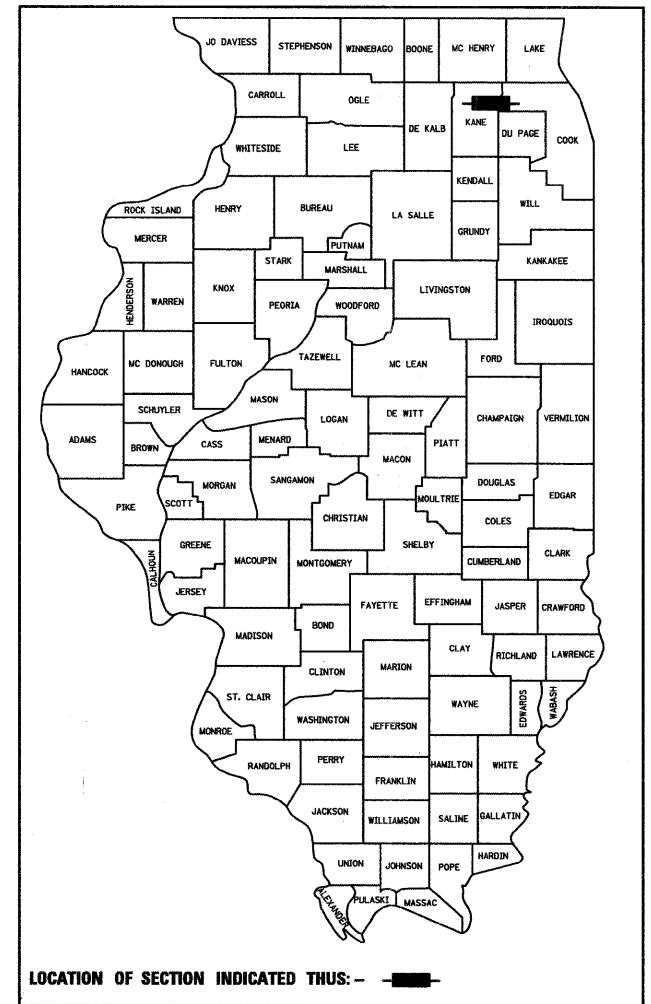 JO DAVIESS
STEPHENSON
WINNEBAGO
BOONE
MC HENRY
LAKE
CARROLL
OGLE
DE KALB
KANE
DU PAGE
COOK
WHITESIDE
LEE
KENDALL
WILL
ROCK ISLAND
HENRY
BUREAU
LA SALLE
GRUNDY
MERCER
PUTNAM
KANKAKEE
STARK
MARSHALL
HENDERSON
WARREN
KNOX
PEORIA
WOODFORD
LIVINGSTON
IROQUOIS
HANCOCK
MC DONOUGH
FULTON
TAZEWELL
MC LEAN
FORD
MASON
SCHUYLER
LOGAN
DE WITT
CHAMPAIGN
VERMILION
ADAMS
BROWN
CASS
MENARD
MACON
PIATT
MORGAN
SANGAMON
DOUGLAS
PIKE
SCOTT
CHRISTIAN
MOULTRIE
COLES
EDGAR
CALHOUN
GREENE
MACOUPIN
MONTGOMERY
SHELBY
CUMBERLAND
CLARK
JERSEY
FAYETTE
EFFINGHAM
JASPER
CRAWFORD
MADISON
BOND
CLAY
RICHLAND
LAWRENCE
CLINTON
MARION
ST. CLAIR
WAYNE
EDWARDS
WABASH
MONROE
WASHINGTON
JEFFERSON
RANDOLPH
PERRY
HAMILTON
WHITE
FRANKLIN
JACKSON
WILLIAMSON
SALINE
GALLATIN
UNION
JOHNSON
POPE
HARDIN
ALEXANDER
PULASKI
MASSAC
LOCATION OF SECTION INDICATED THUS: -